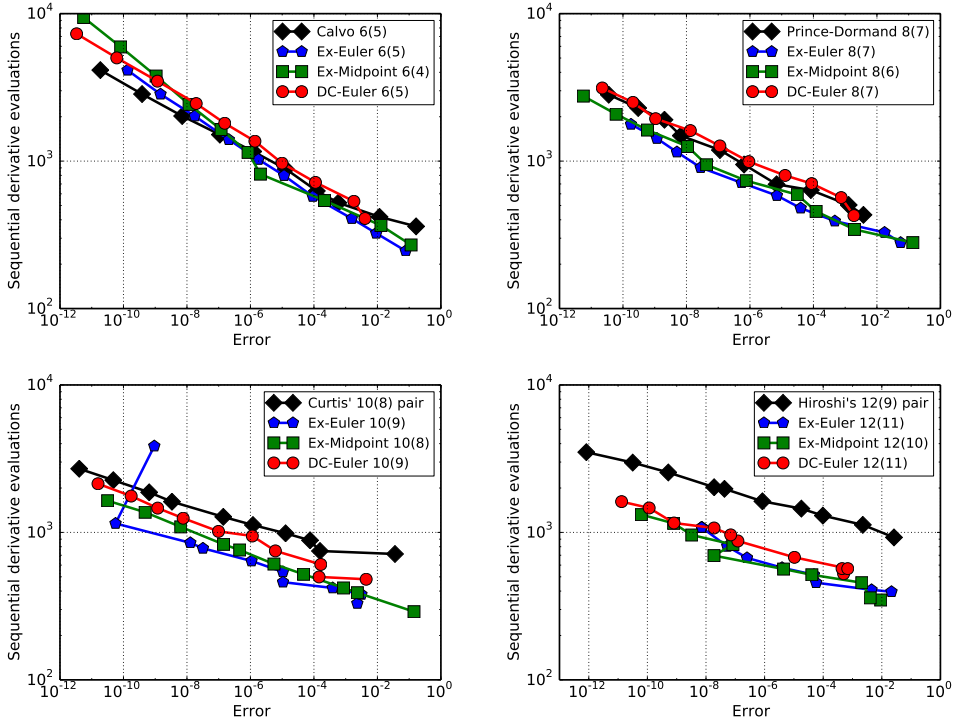 Sequential derivative evaluations
10^4
10^3
10^2
Calvo 6(5)
Ex-Euler 6(5)
Ex-Midpoint 6(4)
DC-Euler 6(5)
10^-12 10^-10 10^-8 10^-6 10^-4 10^-2 10^0
Error
Sequential derivative evaluations
10^4
10^3
10^2
Prince-Dormand 8(7)
Ex-Euler 8(7)
Ex-Midpoint 8(6)
DC-Euler 8(7)
10^-12 10^-10 10^-8 10^-6 10^-4 10^-2 10^0
Error
Sequential derivative evaluations
10^4
10^3
10^2
Curtis' 10(8) pair
Ex-Euler 10(9)
Ex-Midpoint 10(8)
DC-Euler 10(9)
10^-12 10^-10 10^-8 10^-6 10^-4 10^-2 10^0
Error
Sequential derivative evaluations
10^4
10^3
10^2
Hiroshi's 12(9) pair
Ex-Euler 12(11)
Ex-Midpoint 12(10)
DC-Euler 12(11)
10^-12 10^-10 10^-8 10^-6 10^-4 10^-2 10^0
Error